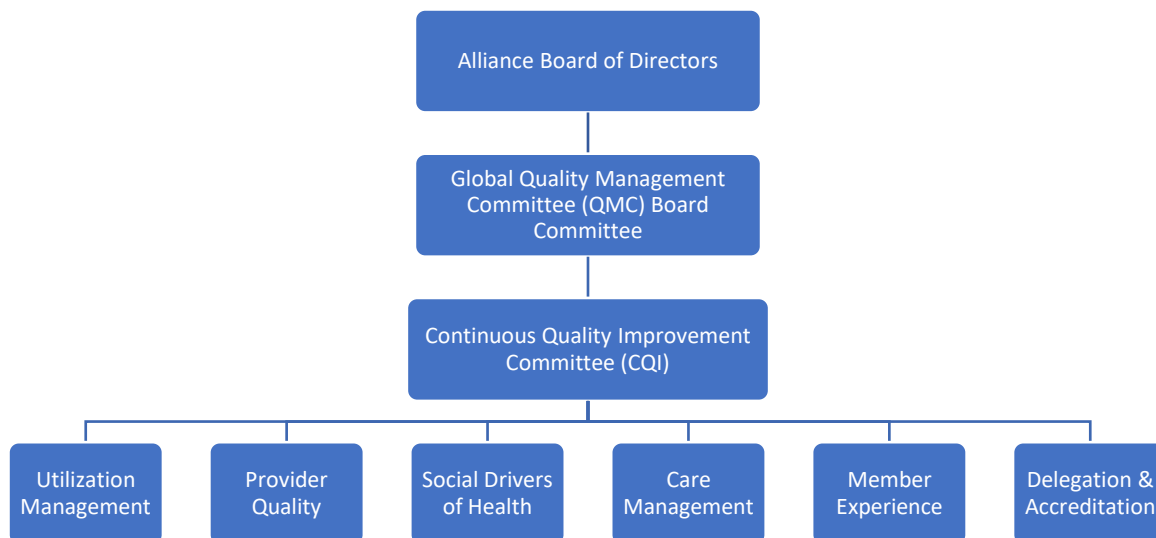 Alliance Board of Directors
Global Quality Management
Committee (QMC) Board
Committee
Continuous Quality Improvement
Committee (CQI)
Utilization
Management
Provider
Quality
Social Drivers
of Health
Care
Management
Member
Experience
Delegation &
Accreditation